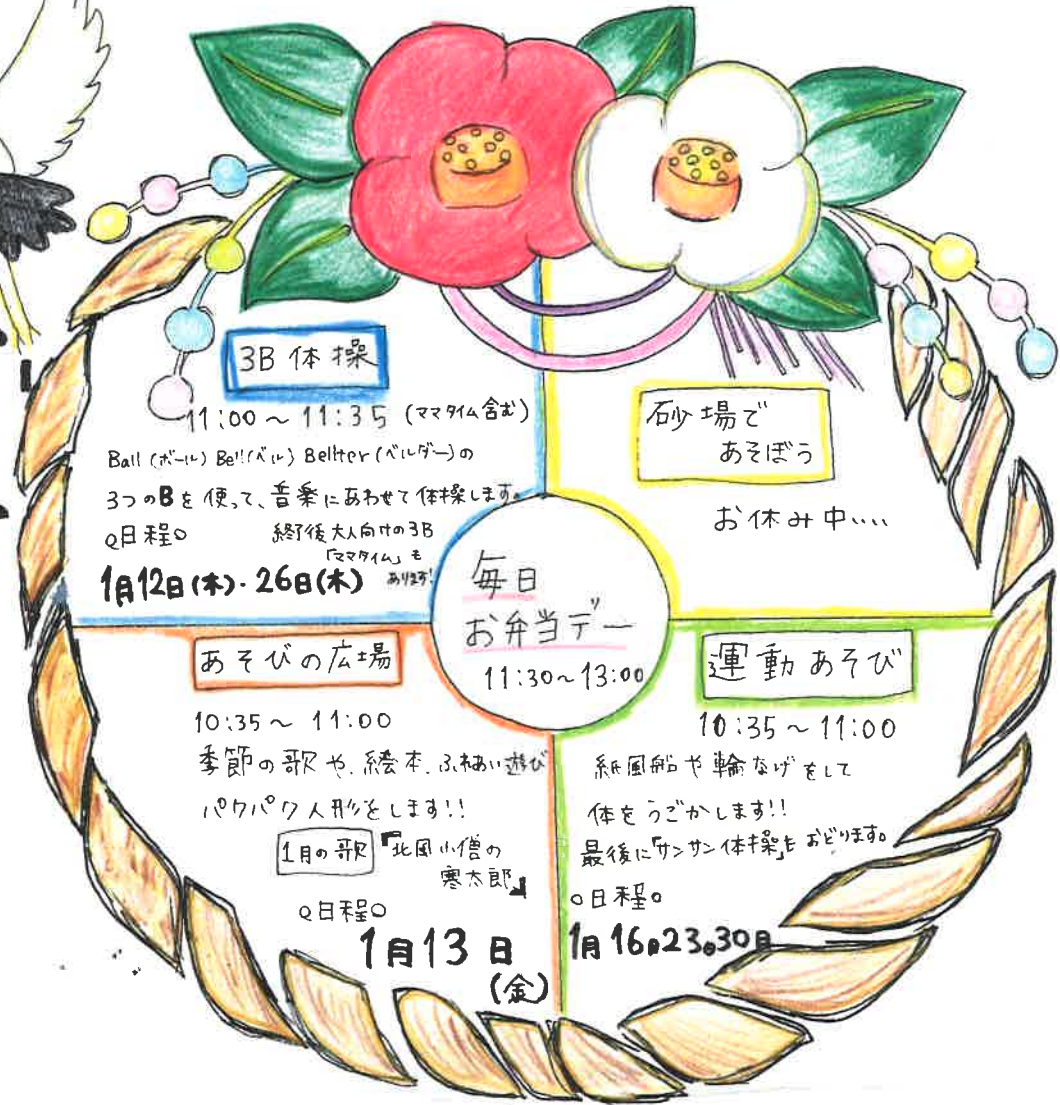 3B 体操
11:00 ～ 11:35 (ママタイム含む)
Ball (ボール) Bell (ベル) Bellter (ベルダー) の
3つのBを使って、音楽にあわせて体操します。
日程
終了後大人向けの3B
「ママタイム」も
あります!
1月12日(木)・26日(木)
砂場で
あそぼう
お休み中....
毎日
お弁当デー
11:30～13:00
あそびの広場
10:35～ 11:00
季節の歌や、絵本、ふれあい遊び
パクパク人形をします!!
1月の歌
『北風小僧の
寒太郎』
日程
1月13日
(金)
運動あそび
10:35～11:00
紙風船や輪なげをして
体をうごかします!!
最後に「サンサン体操」もおどります。
日程
1月16日23日30日